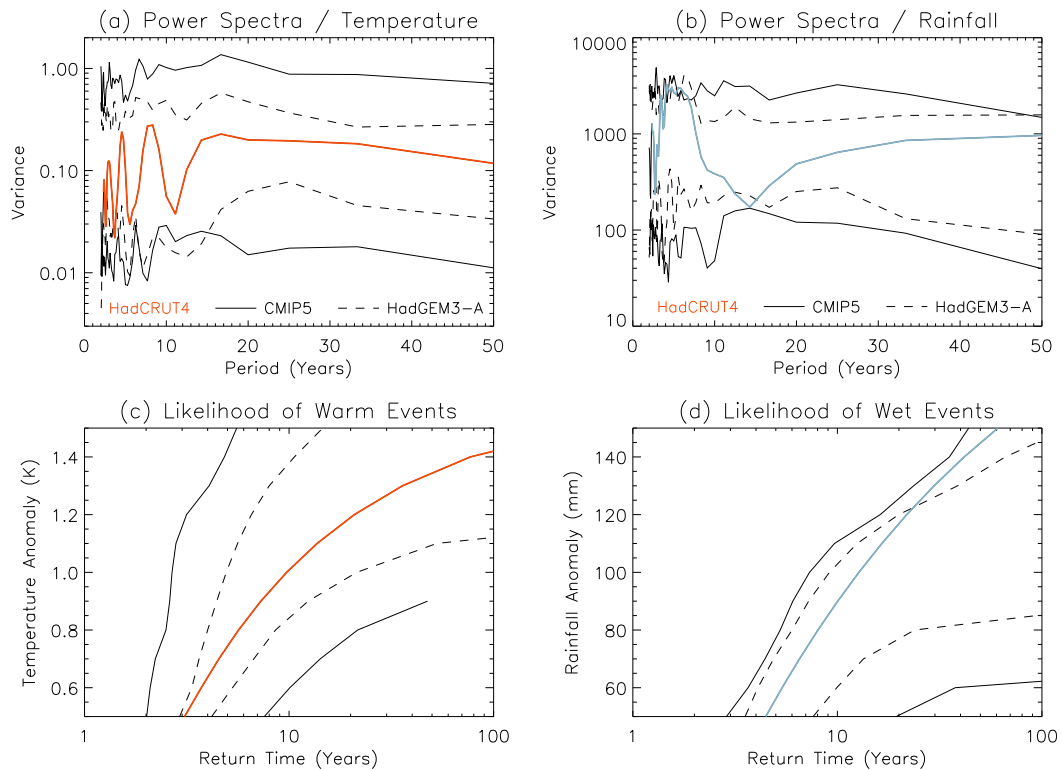 (a) Power Spectra / Temperature
Variance
1.00
0.10
0.01
HadCRUT4 CMIP5 HadGEM3-A
0 10 20 30 40 50
Period (Years)
(b) Power Spectra / Rainfall
Variance
10000
1000
100
10
HadCRUT4 CMIP5 HadGEM3-A
0 10 20 30 40 50
Period (Years)
(c) Likelihood of Warm Events
Temperature Anomaly (K)
1.4
1.2
1.0
0.8
0.6
1 10 100
Return Time (Years)
(d) Likelihood of Wet Events
Rainfall Anomaly (mm)
140
120
100
80
60
1 10 100
Return Time (Years)